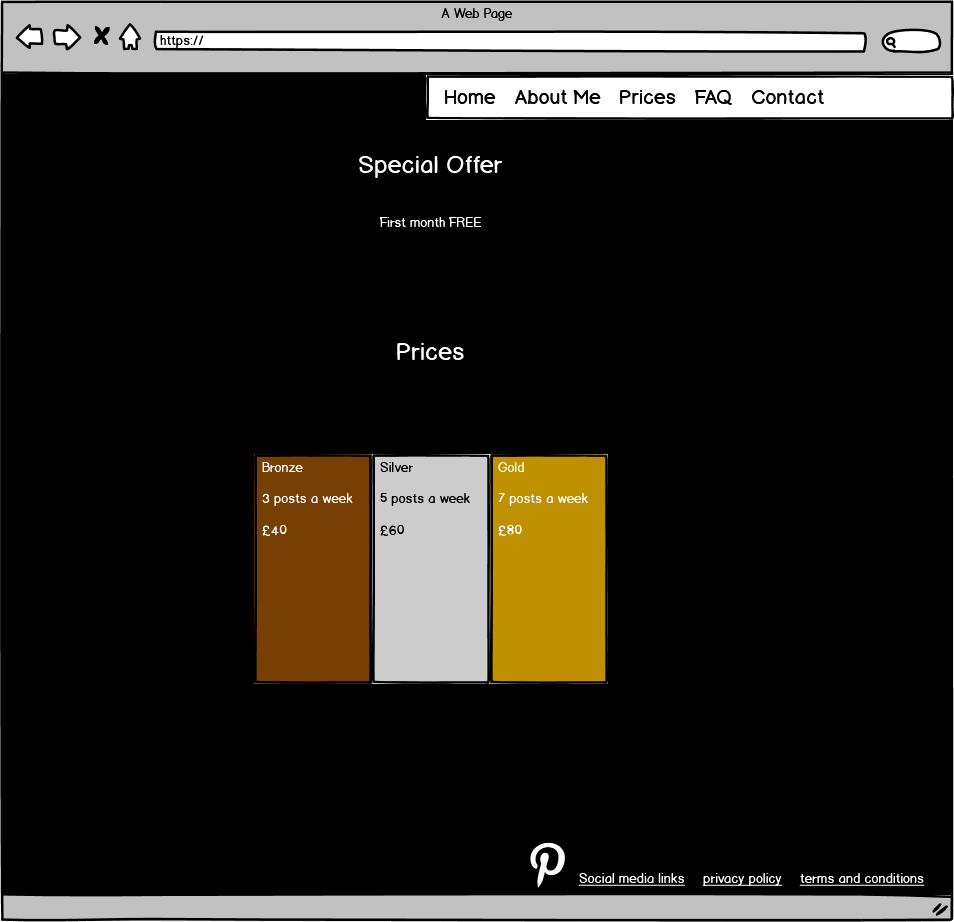 A Web Page
https://
Home About Me Prices FAQ Contact
Special Offer
First month FREE
Prices
Bronze
3 posts a week
£40
Silver
5 posts a week
£60
Gold
7 posts a week
£80
Social media links privacy policy terms and conditions